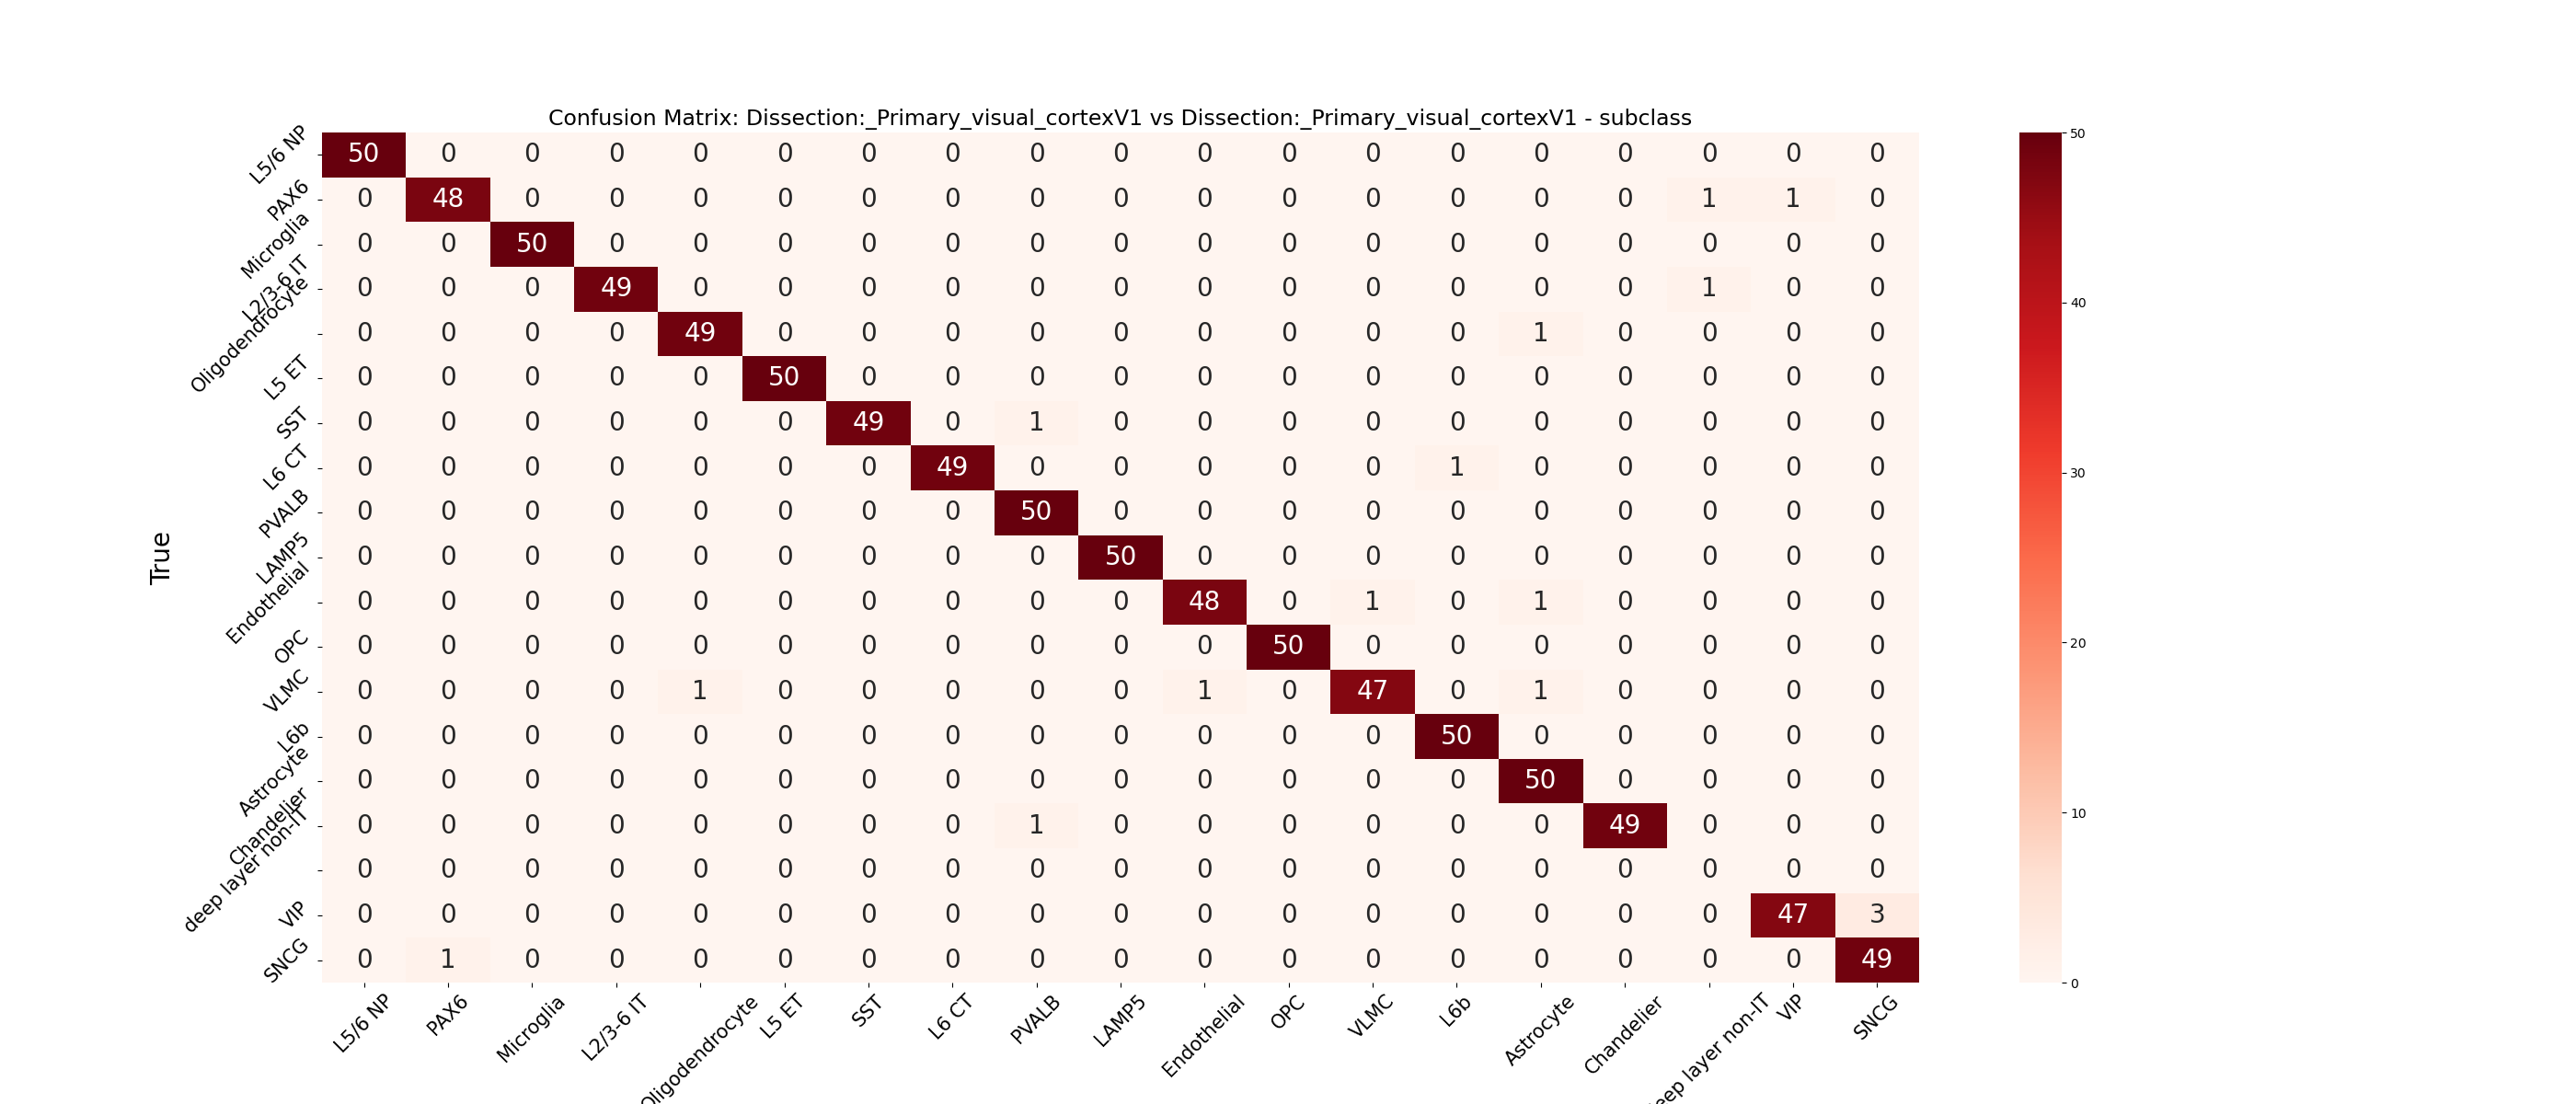 Confusion Matrix: Dissection:_Primary_visual_cortexV1 vs Dissection:_Primary_visual_cortexV1 - subclass
True
L5/6 NP 50 0 0 0 0 0 0 0 0 0 0 0 0 0 0 0 0 0 0
PAX6 0 48 0 0 0 0 0 0 0 0 0 0 0 0 0 0 1 1 0
Microglia 0 0 50 0 0 0 0 0 0 0 0 0 0 0 0 0 0 0 0
L2/3-6 IT 0 0 0 49 0 0 0 0 0 0 0 0 0 0 0 0 1 0 0
Oligodendrocyte 0 0 0 0 49 0 0 0 0 0 0 0 0 0 1 0 0 0 0
L5 ET 0 0 0 0 0 50 0 0 0 0 0 0 0 0 0 0 0 0 0
SST 0 0 0 0 0 0 49 0 1 0 0 0 0 0 0 0 0 0 0
L6 CT 0 0 0 0 0 0 0 49 0 0 0 0 0 1 0 0 0 0 0
PVALB 0 0 0 0 0 0 0 0 50 0 0 0 0 0 0 0 0 0 0
LAMP5 0 0 0 0 0 0 0 0 0 50 0 0 0 0 0 0 0 0 0
Endothelial 0 0 0 0 0 0 0 0 0 0 48 0 1 0 1 0 0 0 0
OPC 0 0 0 0 0 0 0 0 0 0 0 50 0 0 0 0 0 0 0
VLMC 0 0 0 0 1 0 0 0 0 0 1 0 47 0 1 0 0 0 0
L6b 0 0 0 0 0 0 0 0 0 0 0 0 0 50 0 0 0 0 0
Astrocyte 0 0 0 0 0 0 0 0 0 0 0 0 0 0 50 0 0 0 0
Chandelier 0 0 0 0 0 0 0 0 1 0 0 0 0 0 0 49 0 0 0
deep layer non-IT 0 0 0 0 0 0 0 0 0 0 0 0 0 0 0 0 0 0 0
VIP 0 0 0 0 0 0 0 0 0 0 0 0 0 0 0 0 0 47 3
SNCG 0 1 0 0 0 0 0 0 0 0 0 0 0 0 0 0 0 0 49
L5/6 NP PAX6 Microglia L2/3-6 IT Oligodendrocyte L5 ET SST L6 CT PVALB LAMP5 Endothelial OPC VLMC L6b Astrocyte Chandelier eep layer non-IT VIP SNCG
50
40
30
20
10
0